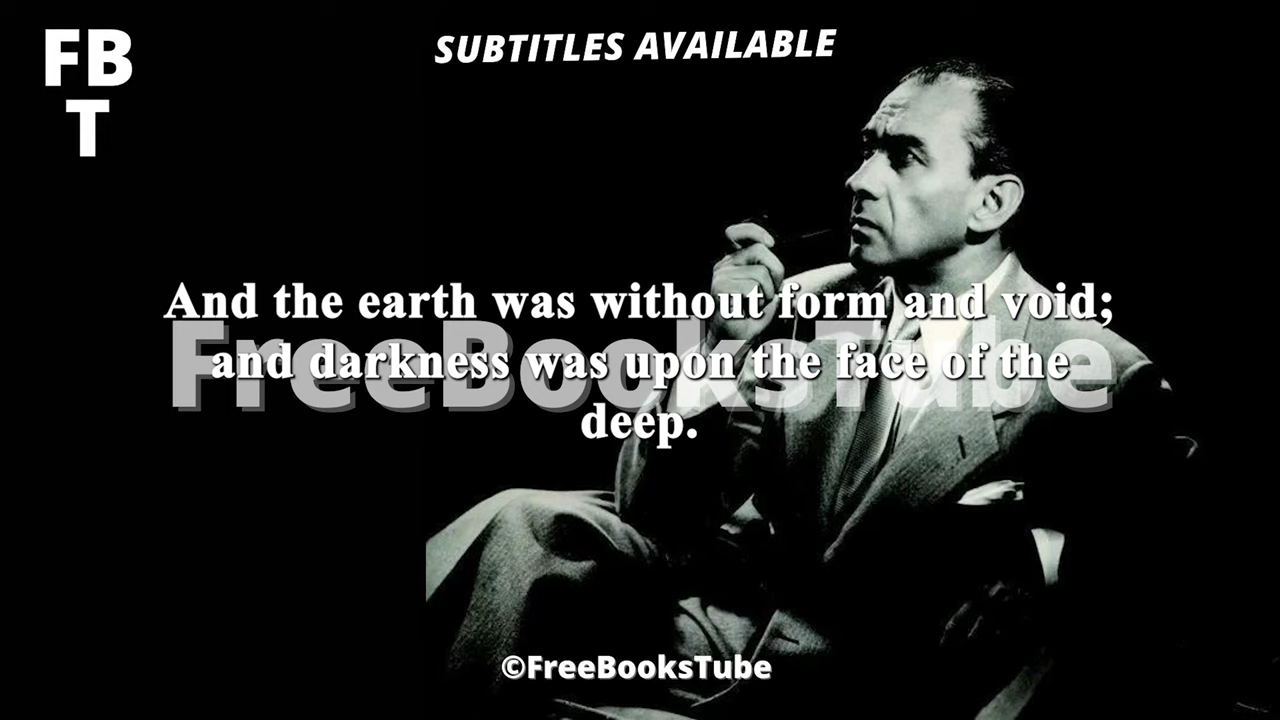 FB
T
SUBTITLES AVAILABLE
And the earth was without form and void;
and darkness was upon the face of the
deep.
FreeBooksTube
©FreeBooksTube